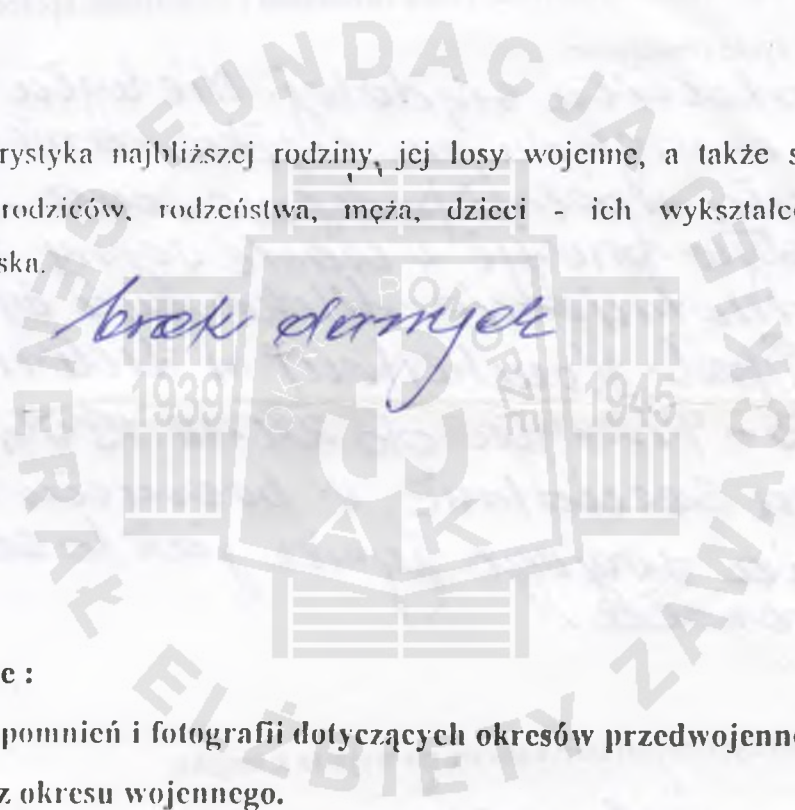 FUNDACJA GENERAŁ ELŻBIETY ZAWACKIEJ
rystyka najbliższej rodziny, jej losy wojenne, a także s
rodziców, rodzeństwa, męża, dzieci - ich wykształce
ska.
brak danych
OKRĘG POMORZE
1939
1945
AK
c :
pomnień i fotografii dotyczących okresów przedwojenne
z okresu wojennego.